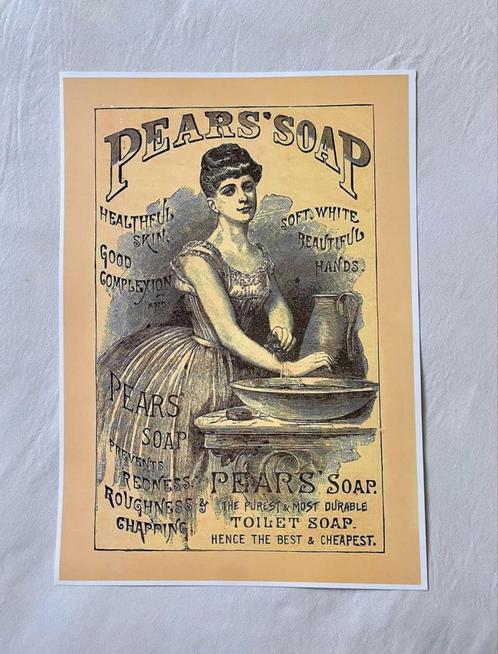 PEARS' SOAP
HEALTHFUL
SKIN.
GOOD
COMPLEXION
AND
SOFT, WHITE
BEAUTIFUL
HANDS.
PEARS
SOAP
PREVENTS
REDNESS.
ROUGHNESS &
CHAPPING.
PEARS' SOAP.
THE PUREST & MOST DURABLE
TOILET SOAP.
HENCE THE BEST & CHEAPEST.